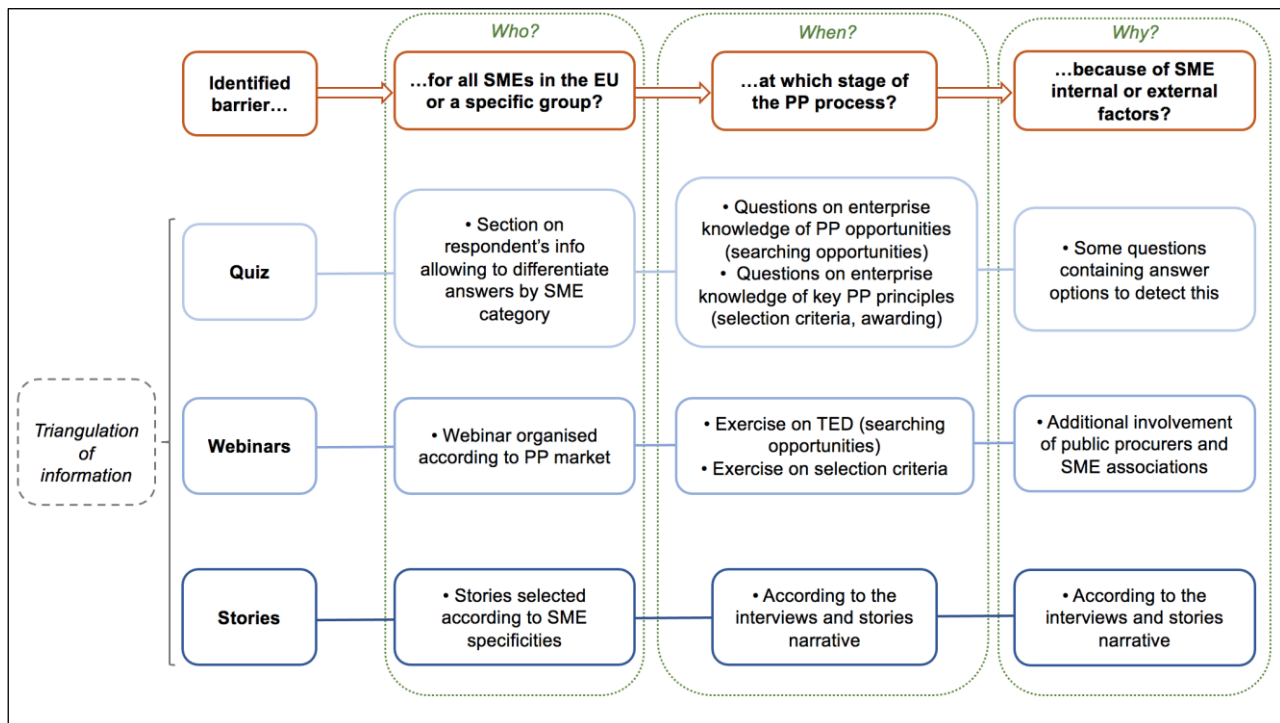 Who?
When?
Why?
Identified
barrier…
…for all SMEs in the EU
or a specific group?
…at which stage of
the PP process?
…because of SME
internal or external
factors?
Triangulation
of
information
Quiz
• Section on
respondent's info
allowing to differentiate
answers by SME
category
• Questions on enterprise
knowledge of PP opportunities
(searching opportunities)
• Questions on enterprise
knowledge of key PP principles
(selection criteria, awarding)
• Some questions
containing answer
options to detect this
Webinars
• Webinar organised
according to PP market
• Exercise on TED (searching
opportunities)
• Exercise on selection criteria
• Additional involvement
of public procurers and
SME associations
Stories
• Stories selected
according to SME
specificities
• According to the
interviews and stories
narrative
• According to the
interviews and stories
narrative